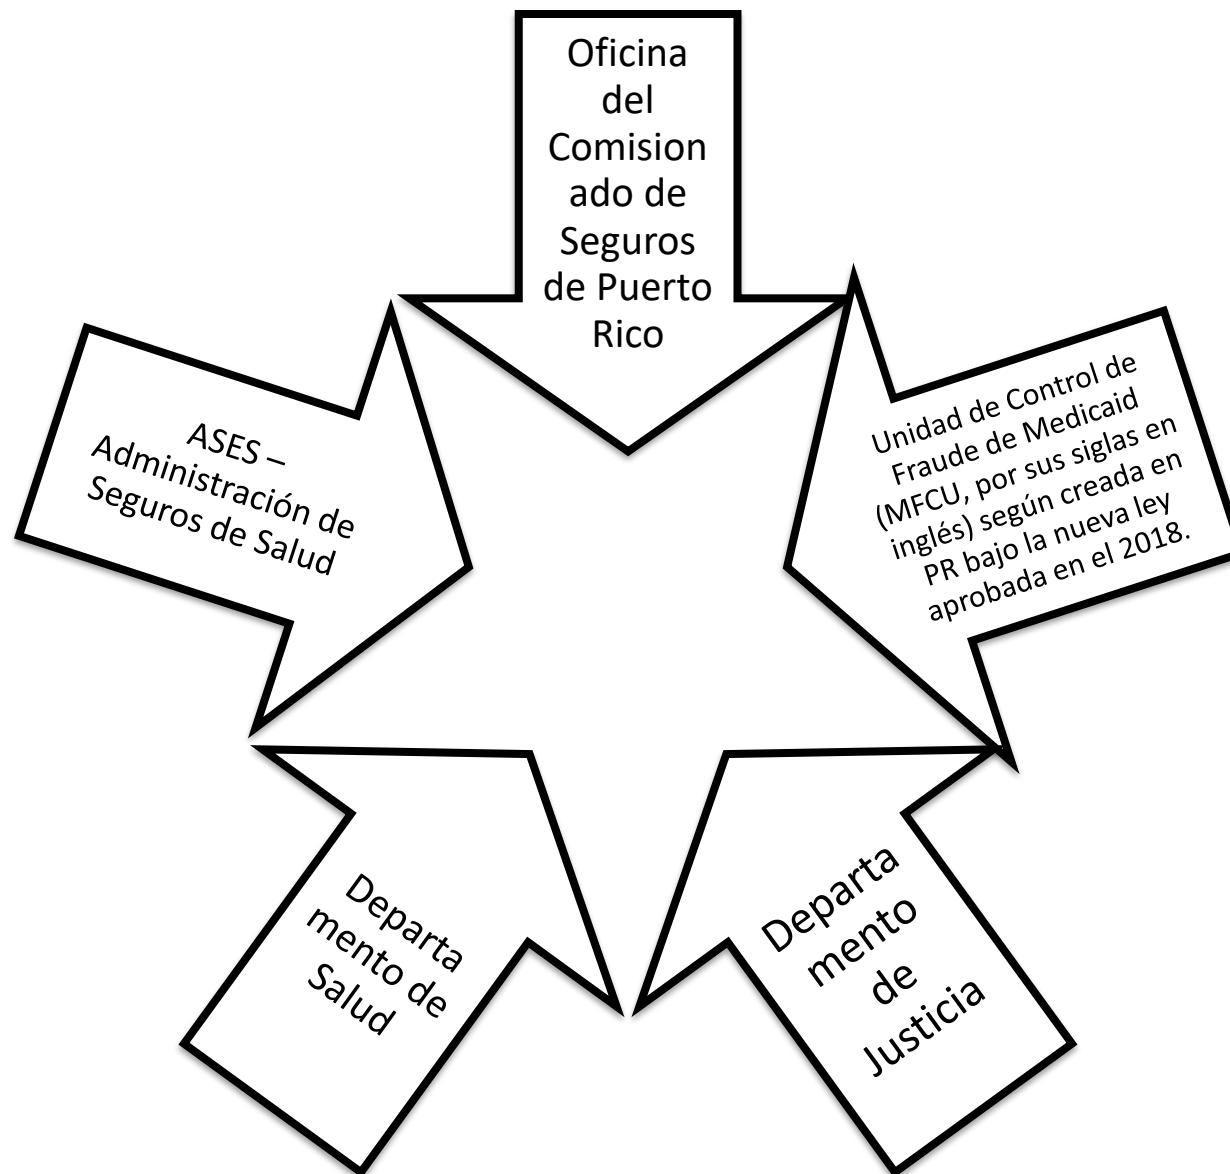 Oficina
del
Comision
ado de
Seguros
de Puerto
Rico
Unidad de Control de
Fraude de Medicaid
(MFCU, por sus siglas en
inglés) según creada en
PR bajo la nueva ley
aprobada en el 2018.
Departa
mento
de
Justicia
Departa
mento de
Salud
ASES –
Administración de
Seguros de Salud